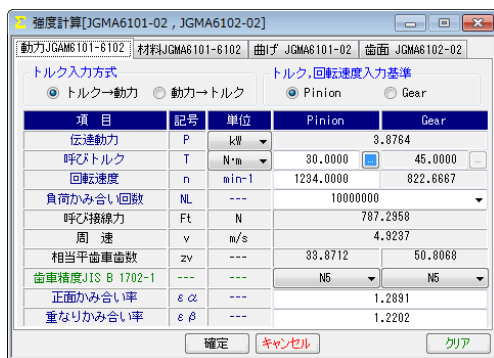 強度計算[JGMA6101-02 , JGMA6102-02]
動力JGAM6101-6102 材料JGMA6101-6102 曲げ JGMA6101-02 歯面 JGMA6102-02
トルク入力方式 トルク,回転速度入力基準
トルク→動力 動力→トルク Pinion Gear
項 目 記号 単位 Pinion Gear
伝達動力 P kW 3.8764
呼びトルク T N・m 30.0000 ... 45.0000 ...
回転速度 n min-1 1234.0000 822.6667
負荷かみ合い回数 NL --- 10000000
呼び接線力 Ft N 787.2958
周 速 v m/s 4.9237
相当平歯車歯数 zv --- 33.8712 50.8068
歯車精度JIS B 1702-1 --- --- N5 N5
正面かみ合い率 εα --- 1.2891
重なりかみ合い率 εβ --- 1.2202
確定 キャンセル クリア